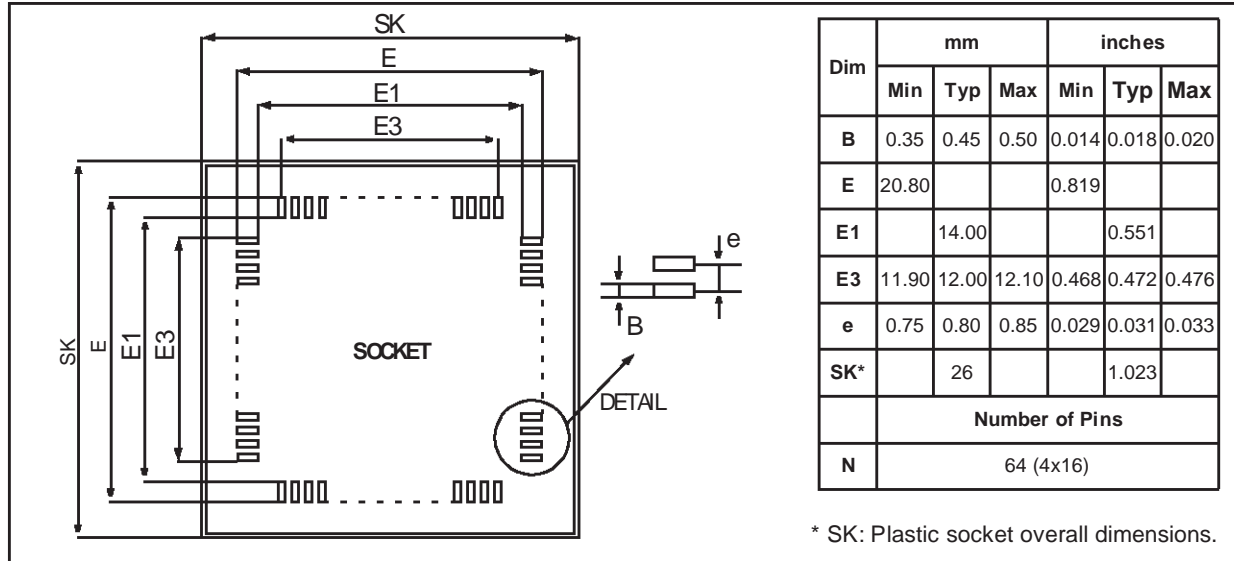 SK
E
E1
E3
SK
E
E1
E3
SOCKET
e
B
DETAIL
Dim mm inches
Min Typ Max Min Typ Max
B 0.35 0.45 0.50 0.014 0.018 0.020
E 20.80 0.819
E1 14.00 0.551
E3 11.90 12.00 12.10 0.468 0.472 0.476
e 0.75 0.80 0.85 0.029 0.031 0.033
SK* 26 1.023
Number of Pins
N 64 (4x16)
* SK: Plastic socket overall dimensions.